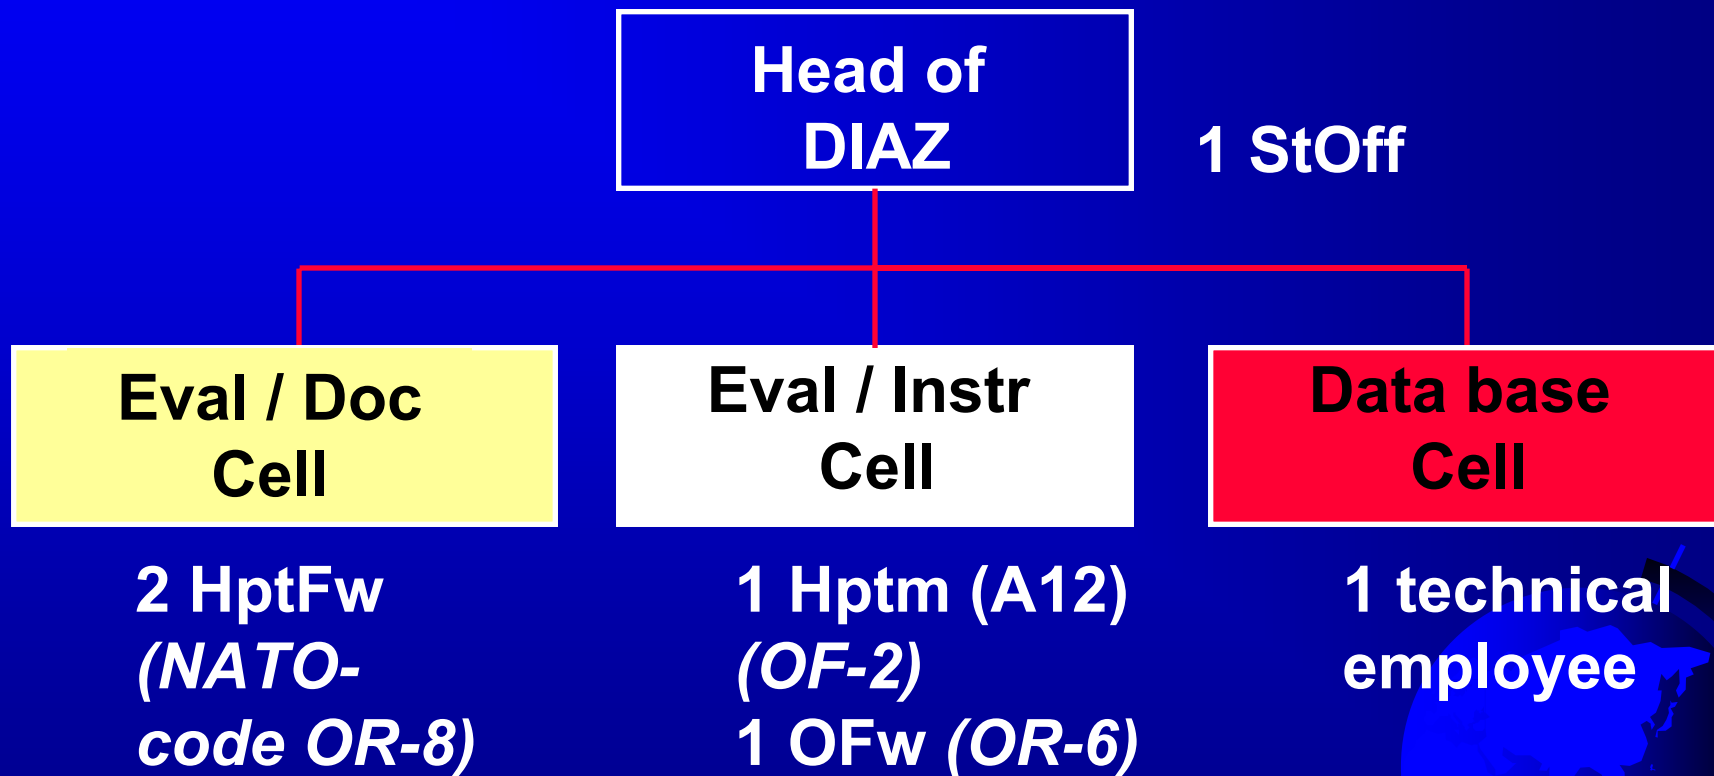 Head of
DIAZ
1 StOff
Eval / Doc
Cell
Eval / Instr
Cell
Data base
Cell
2 HptFw
(NATO-
code OR-8)
1 Hptm (A12)
(OF-2)
1 OFw (OR-6)
1 technical
employee